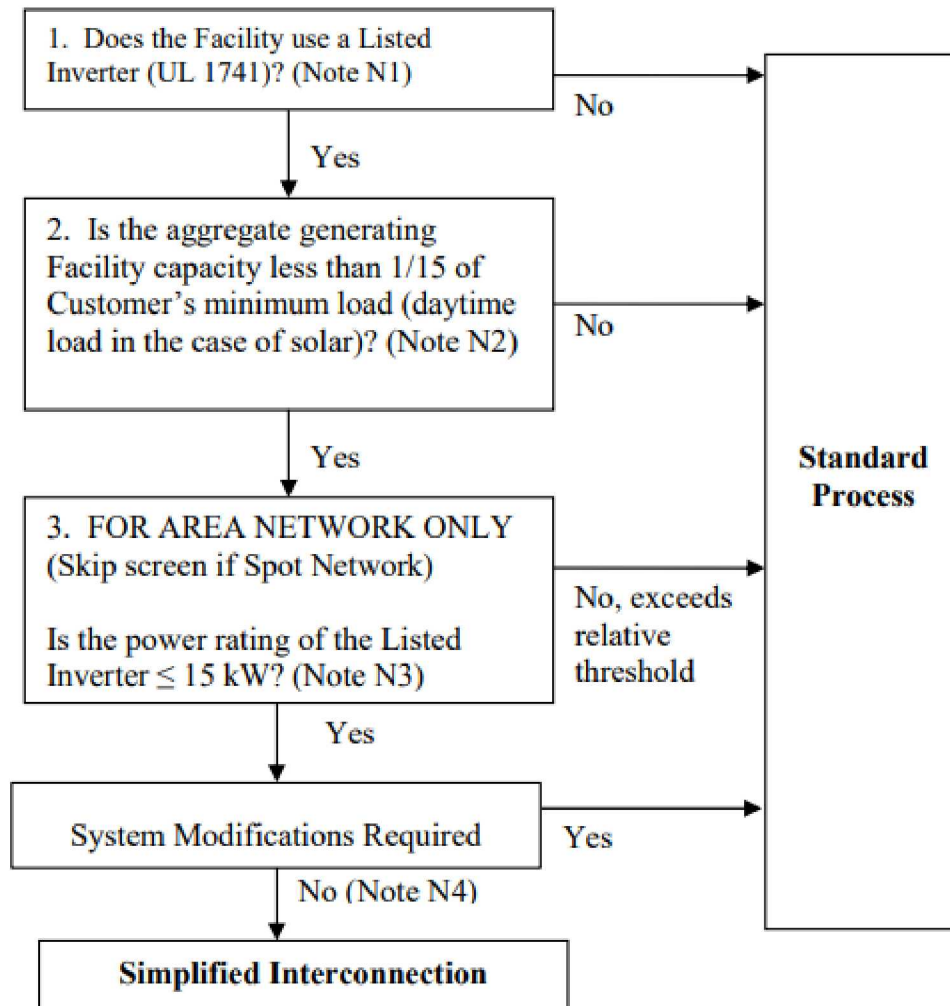 1. Does the Facility use a Listed
Inverter (UL 1741)? (Note N1)
No
Yes
2. Is the aggregate generating
Facility capacity less than 1/15 of
Customer's minimum load (daytime
load in the case of solar)? (Note N2)
No
Yes
Standard
Process
3. FOR AREA NETWORK ONLY
(Skip screen if Spot Network)
Is the power rating of the Listed
Inverter ≤ 15 kW? (Note N3)
No, exceeds
relative
threshold
Yes
System Modifications Required
Yes
No (Note N4)
Simplified Interconnection